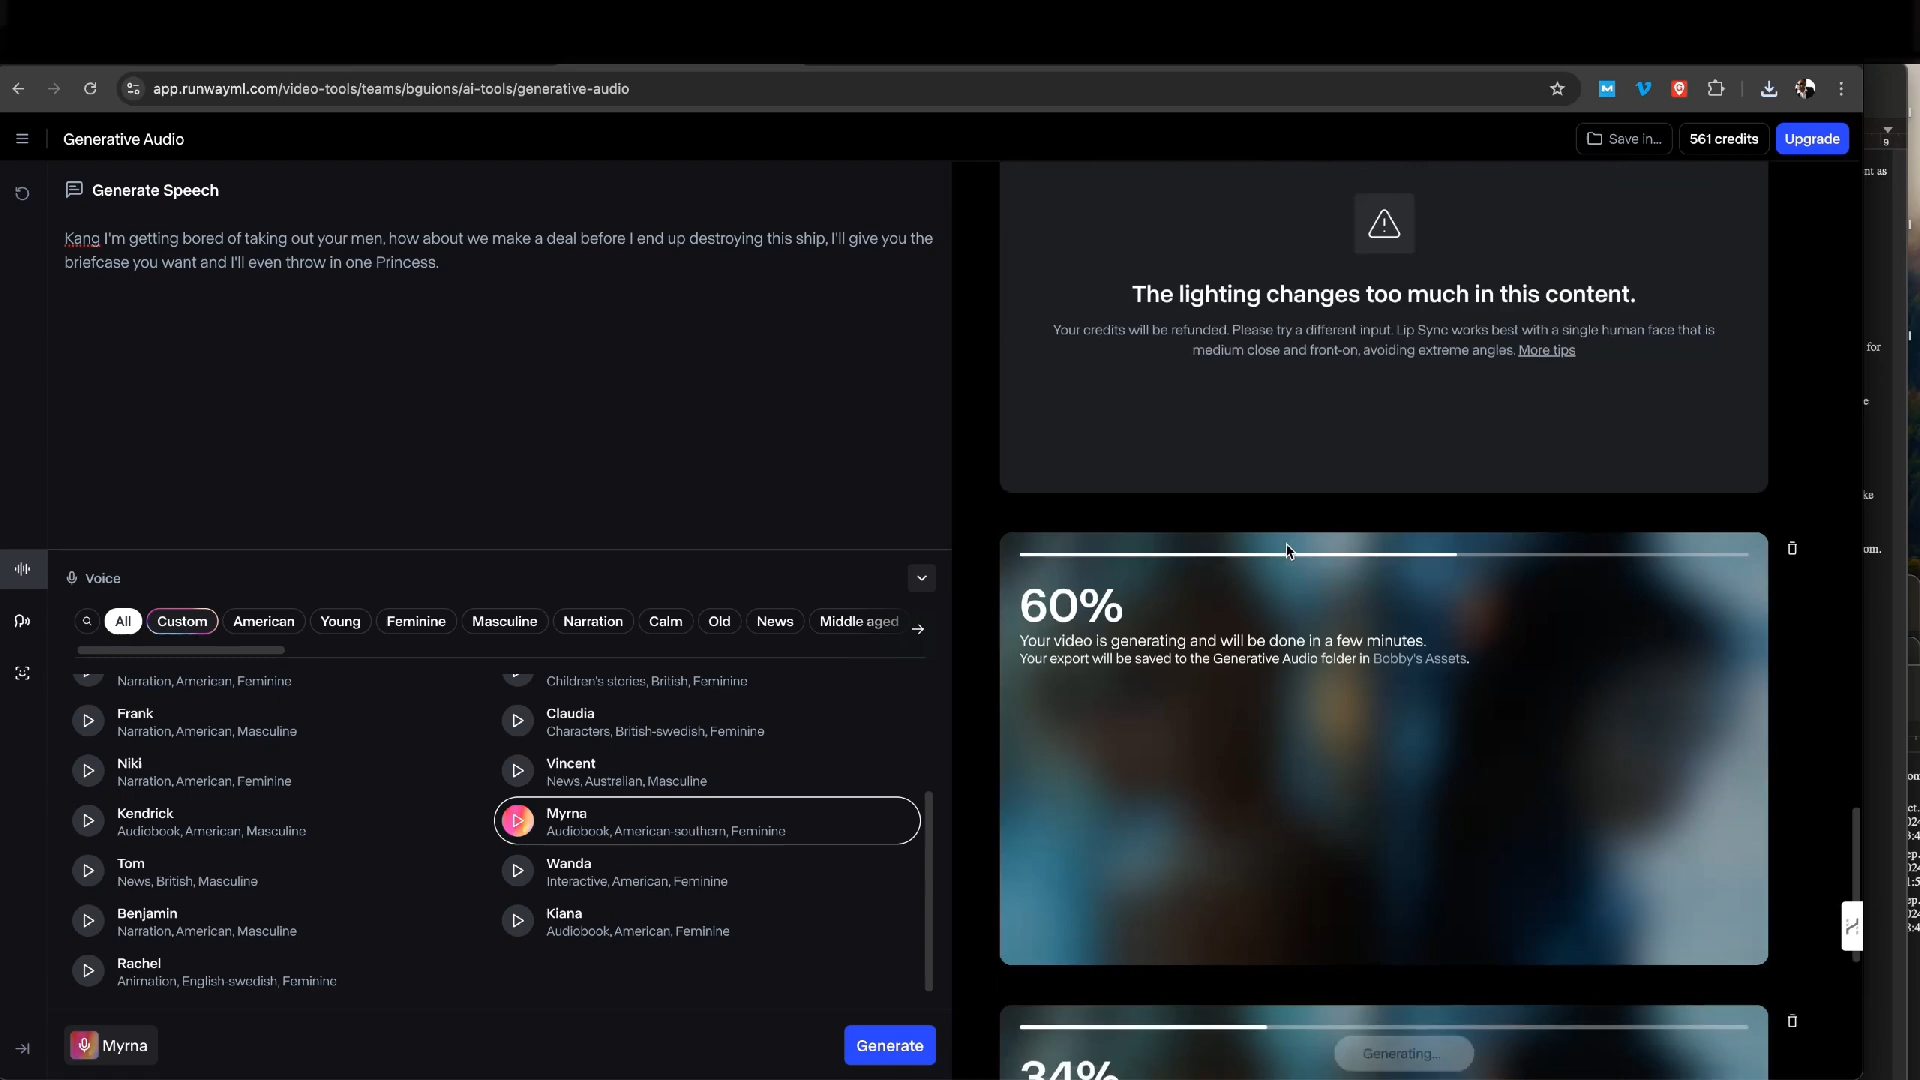 app.runwayml.com/video-tools/teams/bguions/ai-tools/generative-audio
Generative Audio
Save in...
561 credits
Upgrade
9
nt as
Generate Speech
Kang I'm getting bored of taking out your men, how about we make a deal before I end up destroying this ship, I'll give you the
briefcase you want and I'll even throw in one Princess.
The lighting changes too much in this content.
Your credits will be refunded. Please try a different input. Lip Sync works best with a single human face that is
medium close and front-on, avoiding extreme angles. More tips
for
e
ke
om.
Voice
All
Custom
American
Young
Feminine
Masculine
Narration
Calm
Old
News
Middle aged
Narration, American, Feminine
Children's stories, British, Feminine
Frank
Narration, American, Masculine
Claudia
Characters, British-swedish, Feminine
Niki
Narration, American, Feminine
Vincent
News, Australian, Masculine
Kendrick
Audiobook, American, Masculine
Myrna
Audiobook, American-southern, Feminine
Tom
News, British, Masculine
Wanda
Interactive, American, Feminine
Benjamin
Narration, American, Masculine
Kiana
Audiobook, American, Feminine
Rachel
Animation, English-swedish, Feminine
Myrna
Generate
60%
Your video is generating and will be done in a few minutes.
Your export will be saved to the Generative Audio folder in Bobby's Assets.
34%
Generating...